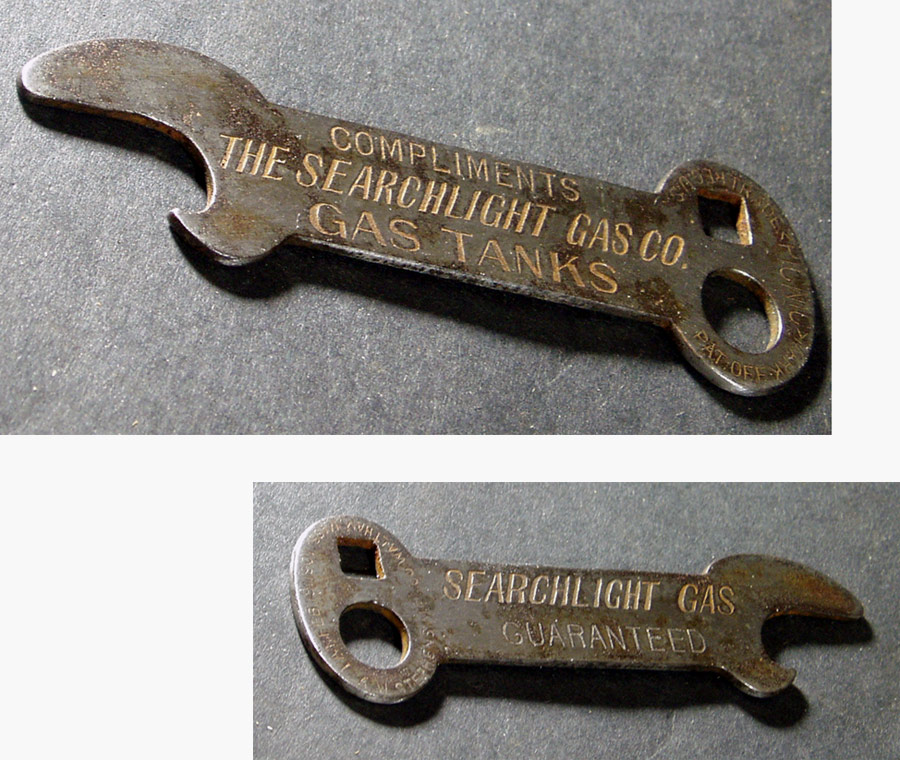 COMPLIMENTS
THE SEARCHLIGHT GAS CO.
GAS TANKS
PAT. OFF.
SEARCHLIGHT GAS
GUARANTEED